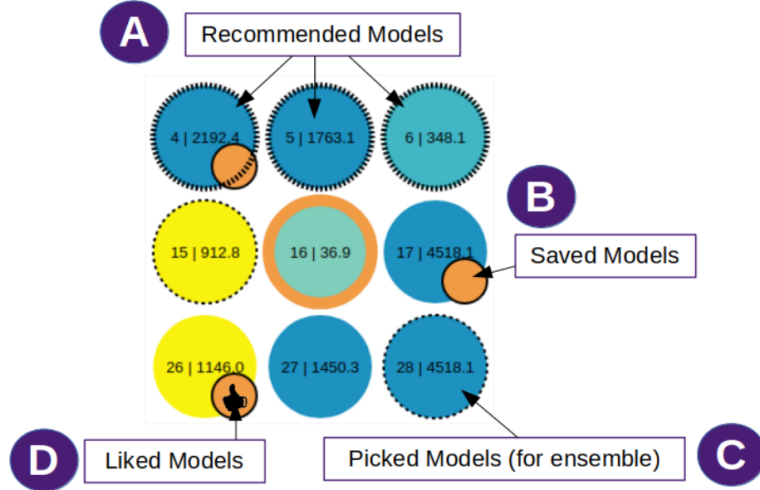 A
Recommended Models
4 | 2192.4
5 | 1763.1
6 | 348.1
B
15 | 912.8
16 | 36.9
17 | 4518.1
Saved Models
26 | 1146.0
27 | 1450.3
28 | 4518.1
D
Liked Models
Picked Models (for ensemble)
C